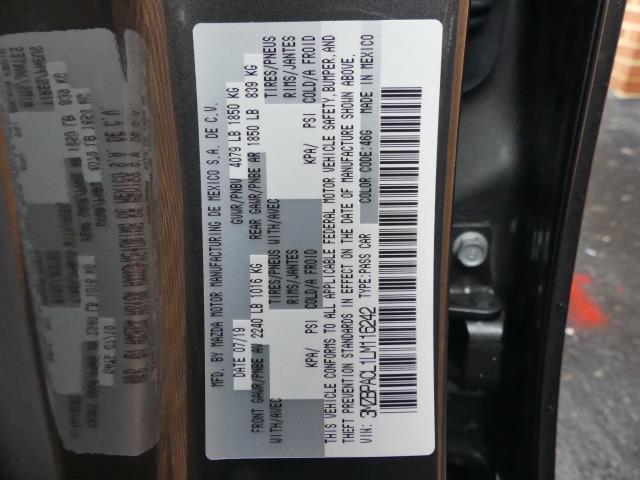 MFD. BY MAZDA MOTOR MANUFACTURING DE MEXICO S.A. DE C.V.
DATE 07/19 GVWR/PNBV 4079 LB 1850 KG
FRONT GAWR/PNBE AV 2240 LB 1016 KG REAR GAWR/PNBE AR 1850 LB 839 KG
WITH/AVEC TIRES/PNEUS WITH/AVEC TIRES/PNEUS
RIMS/JANTES RIMS/JANTES
KPA/ PSI COLD/A FROID KPA/ PSI COLD/A FROID
THIS VEHICLE CONFORMS TO ALL APPLICABLE FEDERAL MOTOR VEHICLE SAFETY, BUMPER, AND
THEFT PREVENTION STANDARDS IN EFFECT ON THE DATE OF MANUFACTURE SHOWN ABOVE.
VIN: 3MZBPACL1LM116242 TYPE:PASS CAR COLOR CODE:46G MADE IN MEXICO